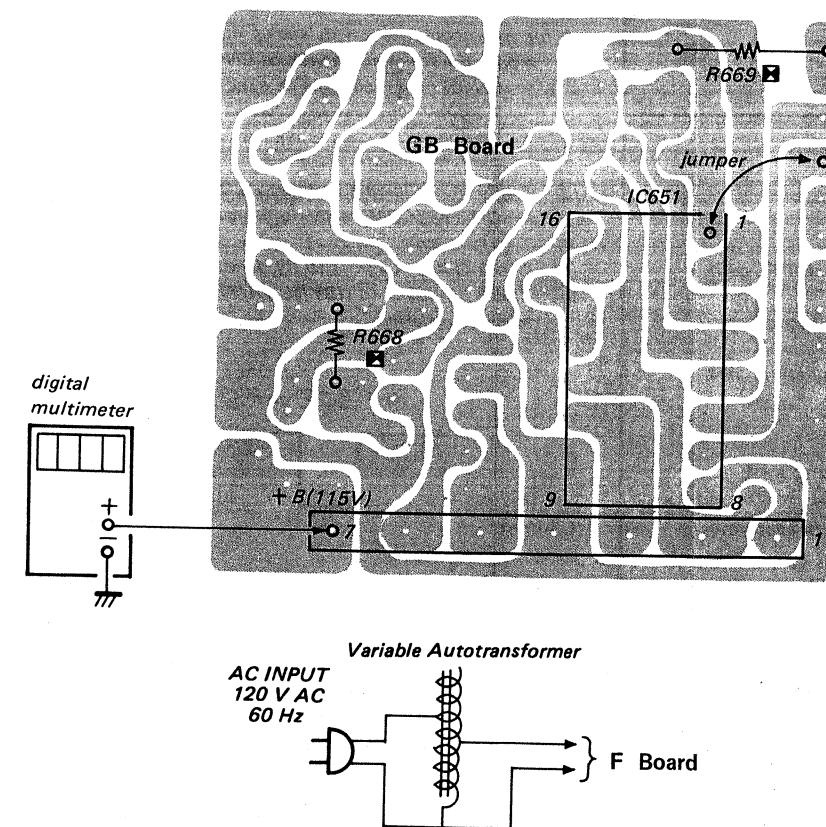 R669
GB Board
jumper
IC651
16
1
R668
digital
multimeter
+ B(115V)
9
8
+
7
1
−
Variable Autotransformer
AC INPUT
120 V AC
60 Hz
F Board